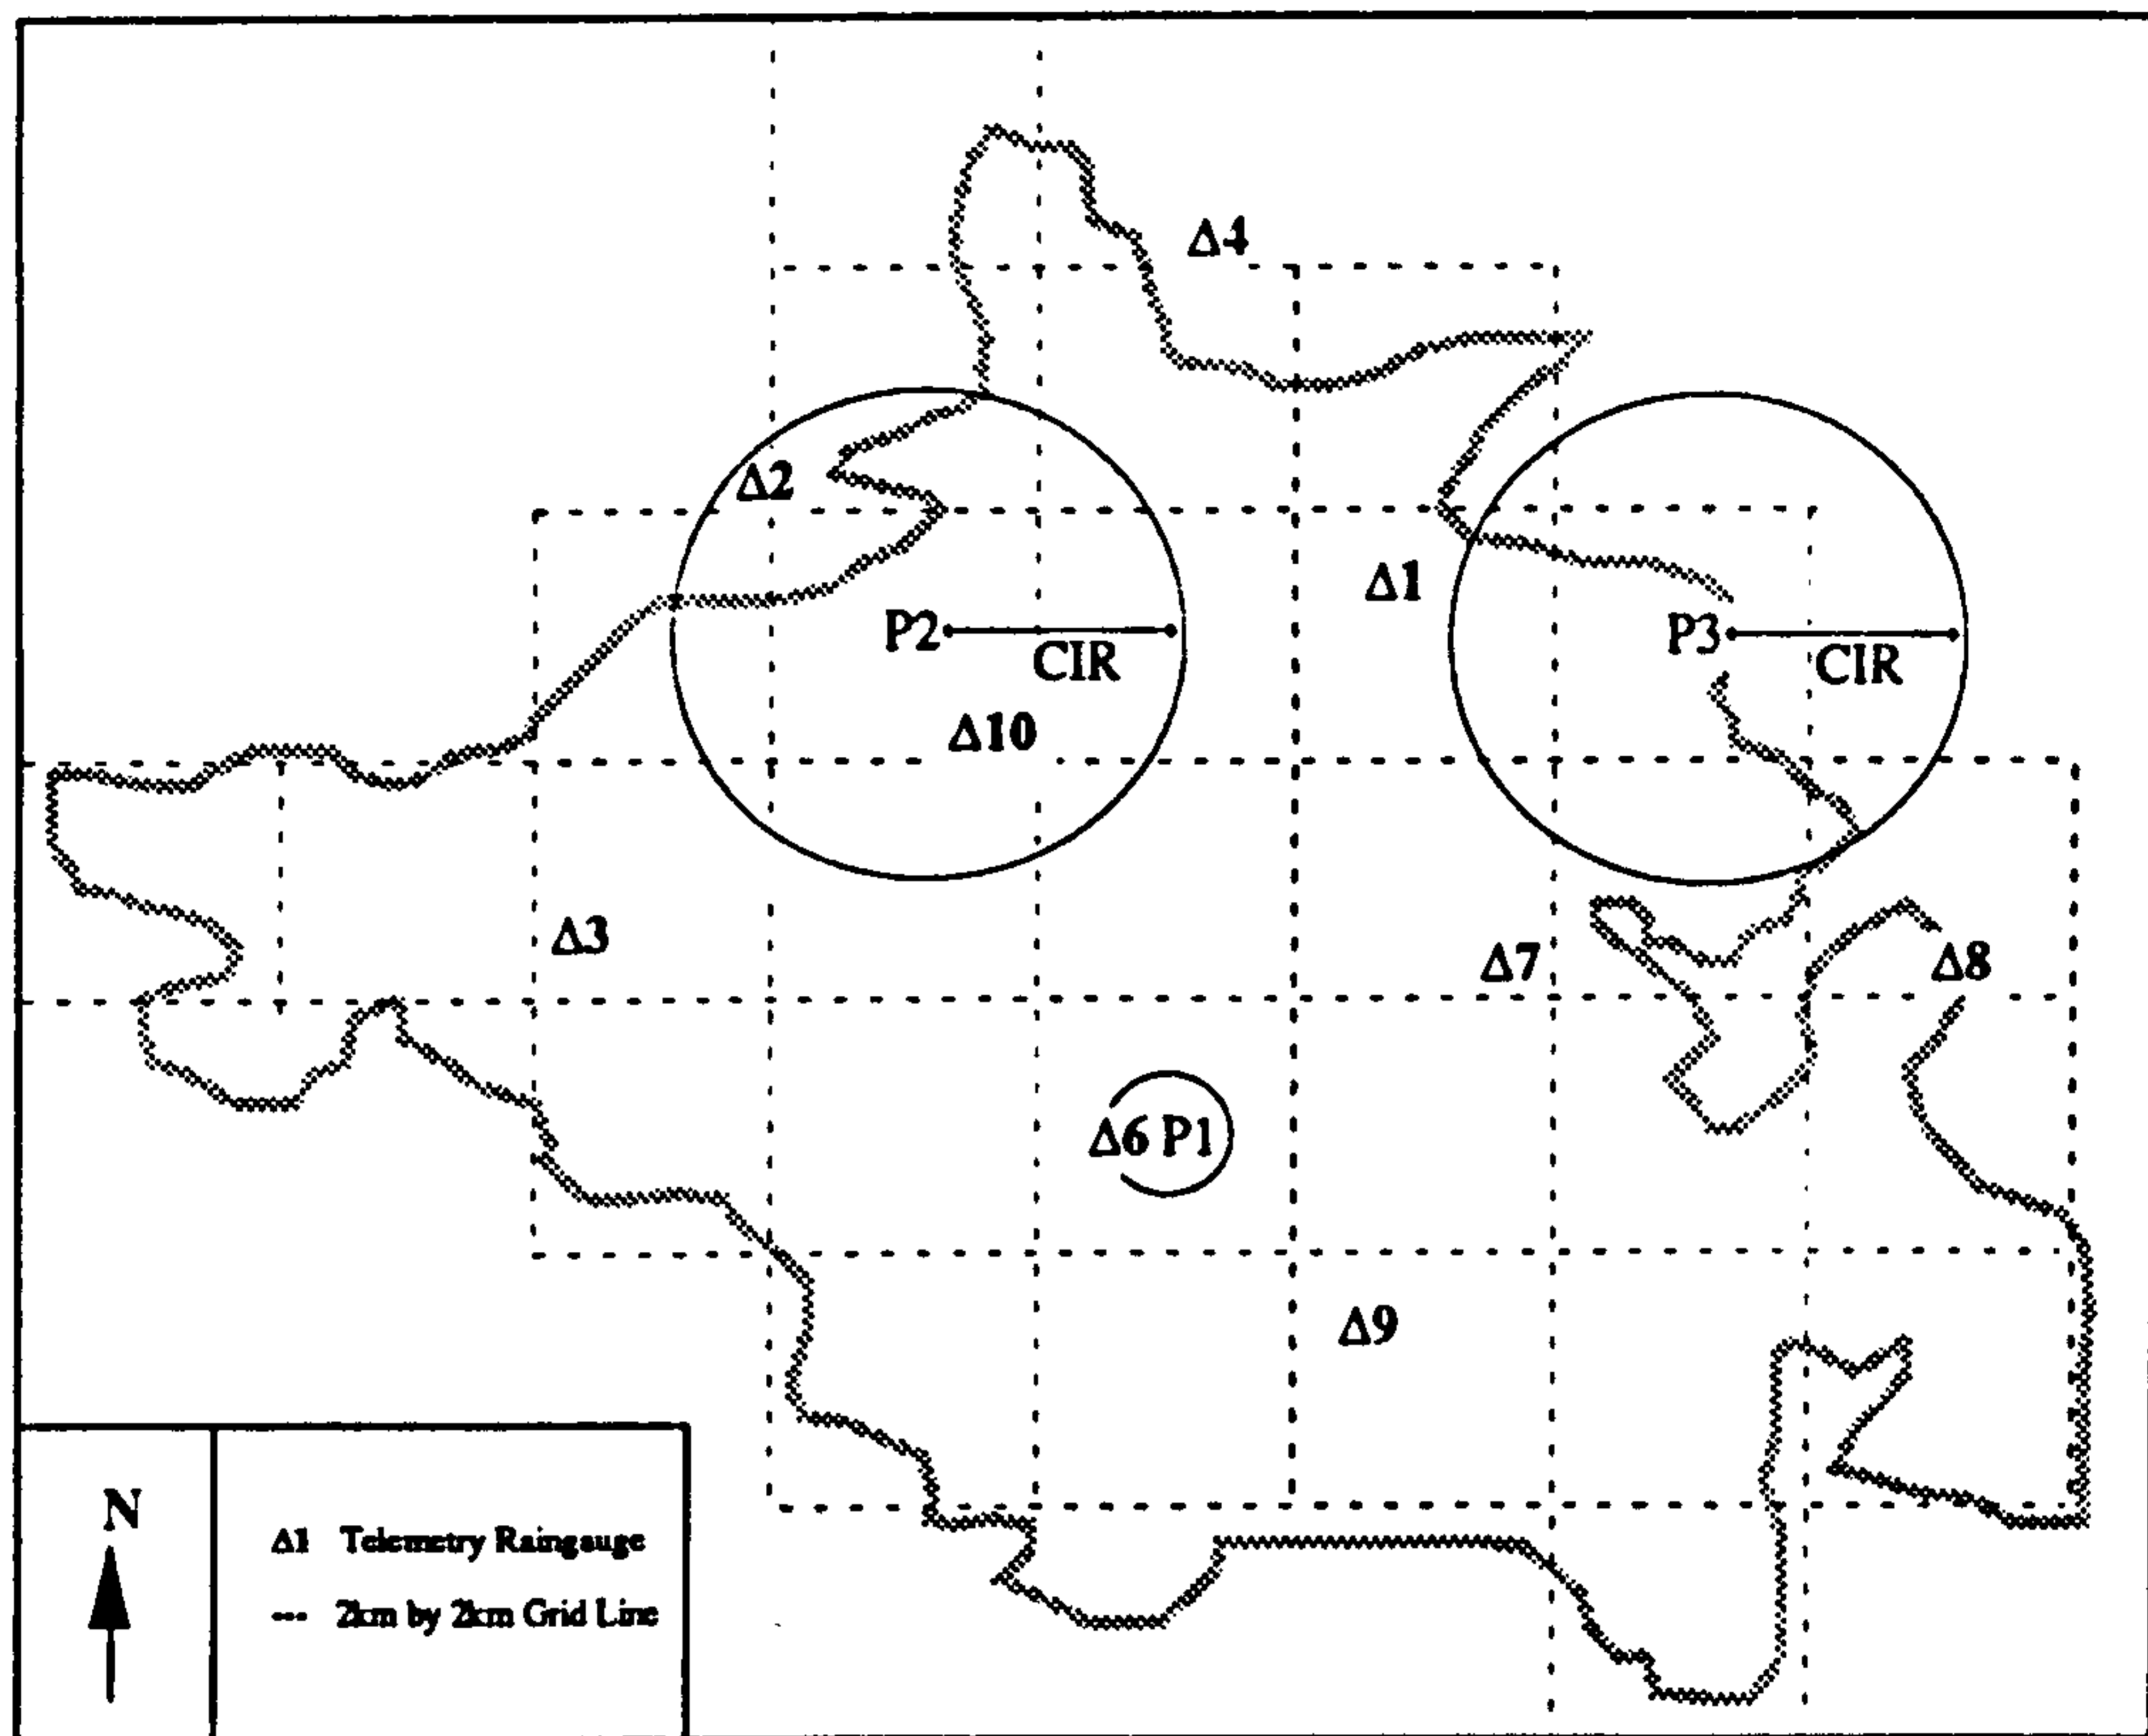 Δ4
Δ2
Δ1
P2
CIR
P3
CIR
Δ10
Δ3
Δ7
Δ8
Δ6 P1
Δ9
N
Δ1 Telemetry Raingauge
--- 2km by 2km Grid Line